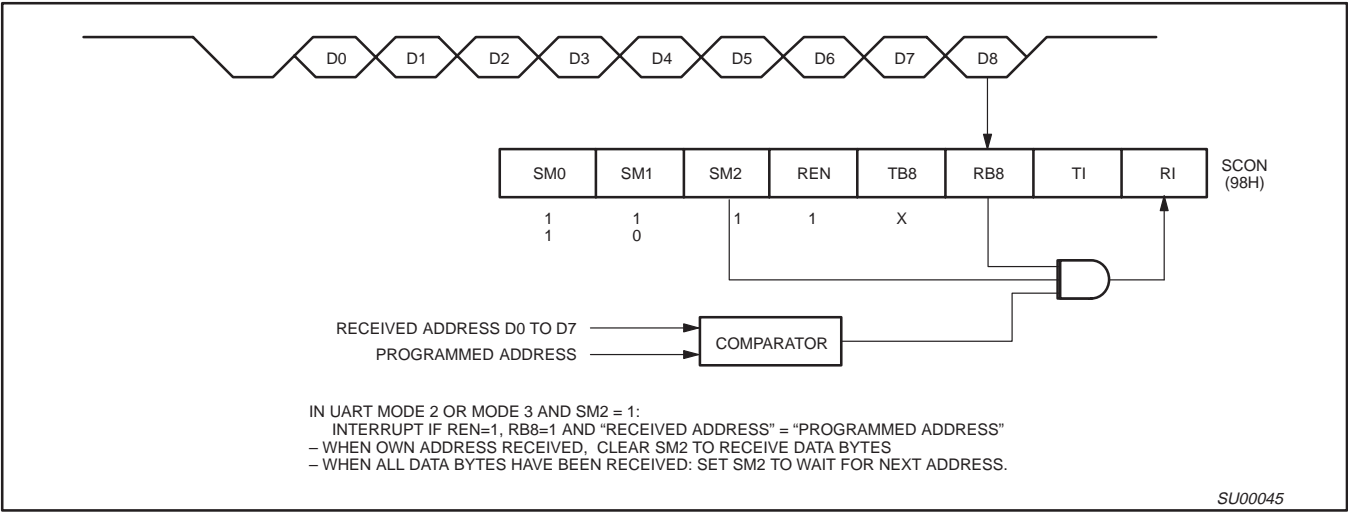 D0 D1 D2 D3 D4 D5 D6 D7 D8
SM0 SM1 SM2 REN TB8 RB8 TI RI
SCON
(98H)
1 1 1 1 X
1 0
RECEIVED ADDRESS D0 TO D7
PROGRAMMED ADDRESS
COMPARATOR
IN UART MODE 2 OR MODE 3 AND SM2 = 1:
INTERRUPT IF REN=1, RB8=1 AND “RECEIVED ADDRESS” = “PROGRAMMED ADDRESS”
– WHEN OWN ADDRESS RECEIVED, CLEAR SM2 TO RECEIVE DATA BYTES
– WHEN ALL DATA BYTES HAVE BEEN RECEIVED: SET SM2 TO WAIT FOR NEXT ADDRESS.
SU00045